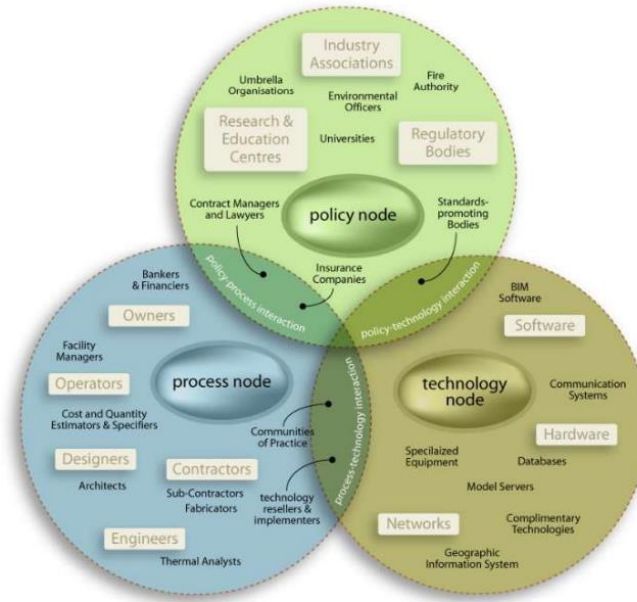 Industry
Associations
Umbrella
Organisations
Fire
Authority
Environmental
Officers
Research &
Education
Centres
Universities
Regulatory
Bodies
Contract Managers
and Lawyers
policy node
Standards-
promoting
Bodies
Insurance
Companies
policy-process interaction
policy-technology interaction
Bankers
& Financiers
Owners
Facility
Managers
Operators
process node
Cost and Quantity
Estimators & Specifiers
Communities
of Practice
process-technology interaction
Designers
Architects
Contractors
Sub-Contractors
Fabricators
technology
resellers &
implementers
Engineers
Thermal Analysts
BIM
Software
Software
technology
node
Communication
Systems
Hardware
Specilaized
Equipment
Databases
Model Servers
Networks
Complimentary
Technologies
Geographic
Information System